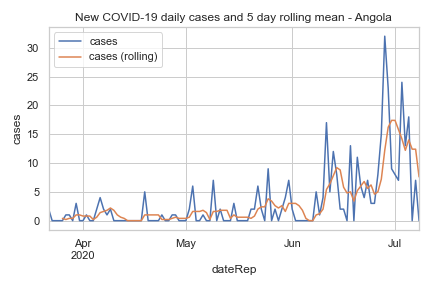 New COVID-19 daily cases and 5 day rolling mean - Angola
cases
cases (rolling)
cases
30
25
20
15
10
5
0
Apr
2020
May
Jun
Jul
dateRep